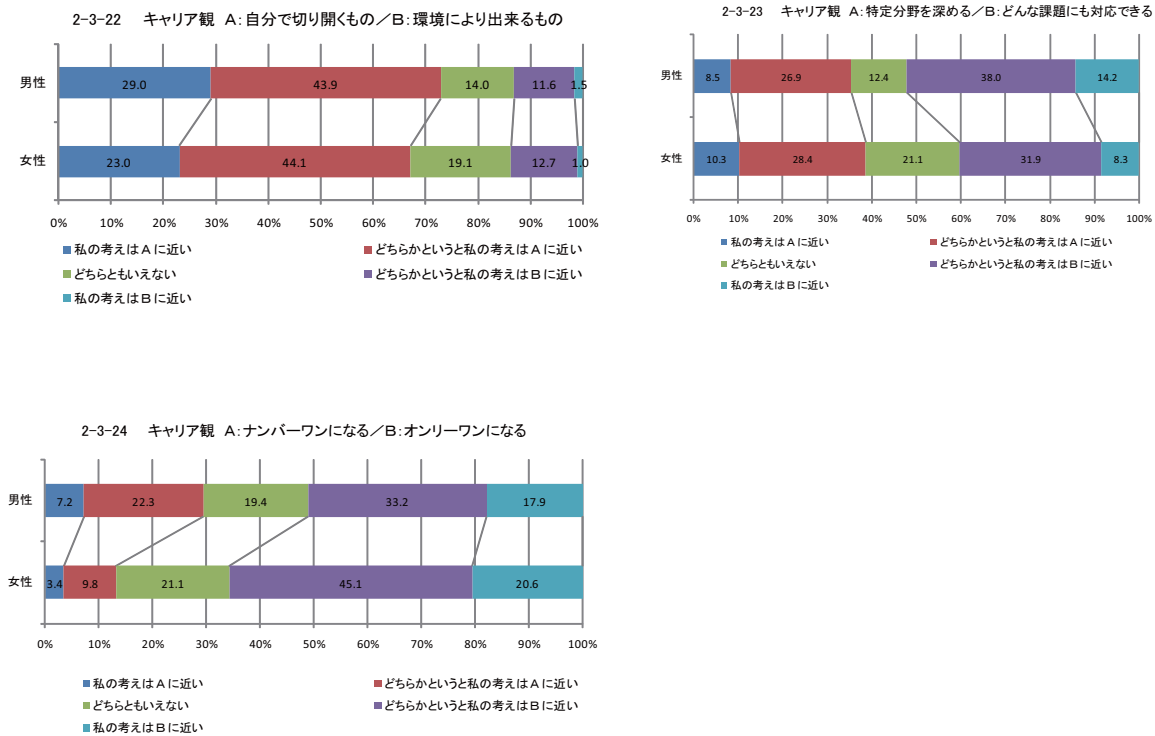 2-3-22 キャリア観 A:自分で切り開くもの／B:環境により出来るもの
男性
29.0 43.9 14.0 11.6 1.5
女性
23.0 44.1 19.1 12.7 1.0
0% 10% 20% 30% 40% 50% 60% 70% 80% 90% 100%
私の考えはＡに近い どちらかというと私の考えはＡに近い
どちらともいえない どちらかというと私の考えはＢに近い
私の考えはＢに近い
2-3-23 キャリア観 A:特定分野を深める／B:どんな課題にも対応できる
男性
8.5 26.9 12.4 38.0 14.2
女性
10.3 28.4 21.1 31.9 8.3
0% 10% 20% 30% 40% 50% 60% 70% 80% 90% 100%
私の考えはＡに近い どちらかというと私の考えはＡに近い
どちらともいえない どちらかというと私の考えはＢに近い
私の考えはＢに近い
2-3-24 キャリア観 A:ナンバーワンになる／B:オンリーワンになる
男性
7.2 22.3 19.4 33.2 17.9
女性
3.4 9.8 21.1 45.1 20.6
0% 10% 20% 30% 40% 50% 60% 70% 80% 90% 100%
私の考えはＡに近い どちらかというと私の考えはＡに近い
どちらともいえない どちらかというと私の考えはＢに近い
私の考えはＢに近い